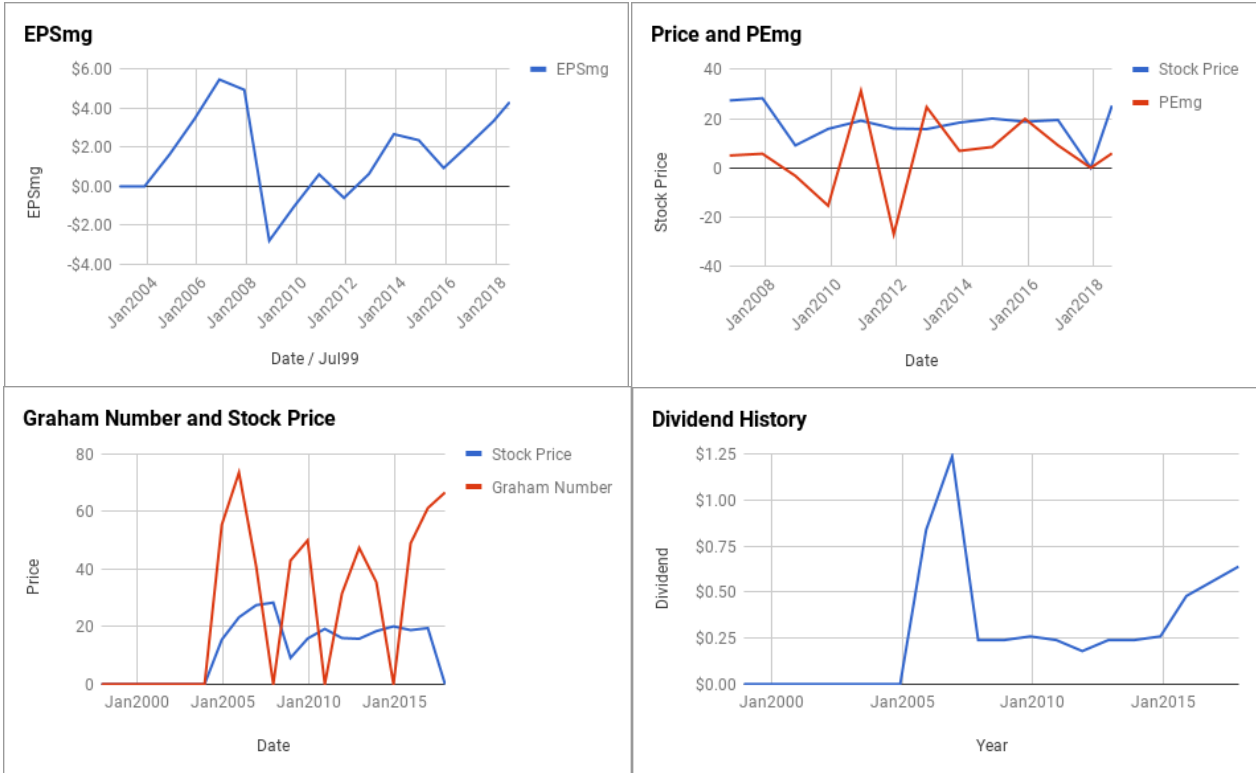 EPSmg
EPSmg
$6.00
$4.00
$2.00
$0.00
-$2.00
-$4.00
EPSmg
Jan2004
Jan2006
Jan2008
Jan2010
Jan2012
Jan2014
Jan2016
Jan2018
Date / Jul99
Price and PEmg
Stock Price
PEmg
40
20
0
-20
-40
Stock Price
Jan2008
Jan2010
Jan2012
Jan2014
Jan2016
Jan2018
Date
Graham Number and Stock Price
Stock Price
Graham Number
80
60
40
20
0
Price
Jan2000
Jan2005
Jan2010
Jan2015
Date
Dividend History
$1.25
$1.00
$0.75
$0.50
$0.25
$0.00
Dividend
Jan2000
Jan2005
Jan2010
Jan2015
Year